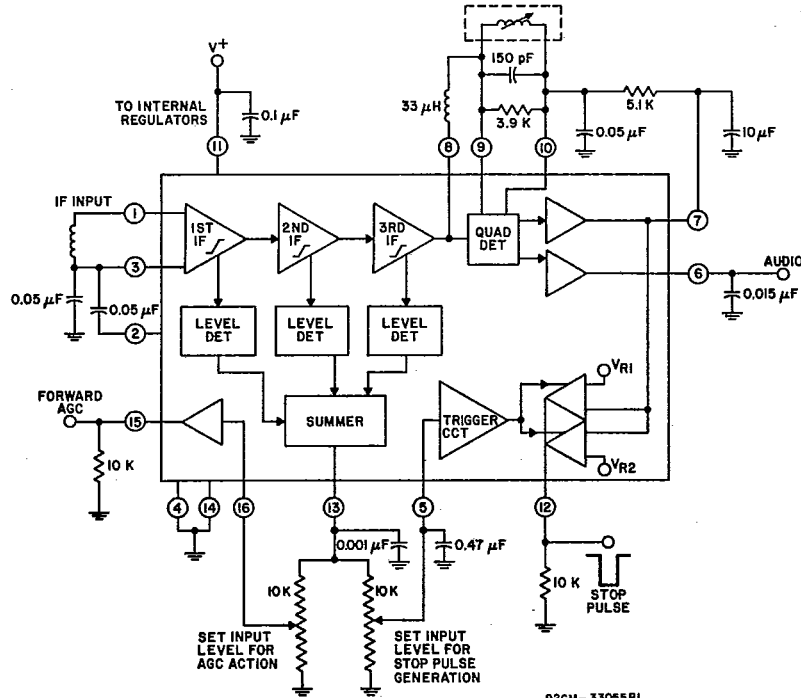 V+
150 pF
TO INTERNAL
REGULATORS
0.1 µF
33 µH
3.9 K
5.1 K
0.05 µF
10 µF
11
8
9
10
IF INPUT
1
1ST
IF
2ND
IF
3RD
IF
QUAD
DET
7
3
AUDIO
6
0.05 µF
0.05 µF
0.015 µF
2
LEVEL
DET
LEVEL
DET
LEVEL
DET
VR1
FORWARD
AGC
15
SUMMER
TRIGGER
CCT
VR2
10 K
4
14
16
13
5
12
0.001 µF
0.47 µF
10K
10K
10 K
STOP
PULSE
SET INPUT
LEVEL FOR
AGC ACTION
SET INPUT
LEVEL FOR
STOP PULSE
GENERATION